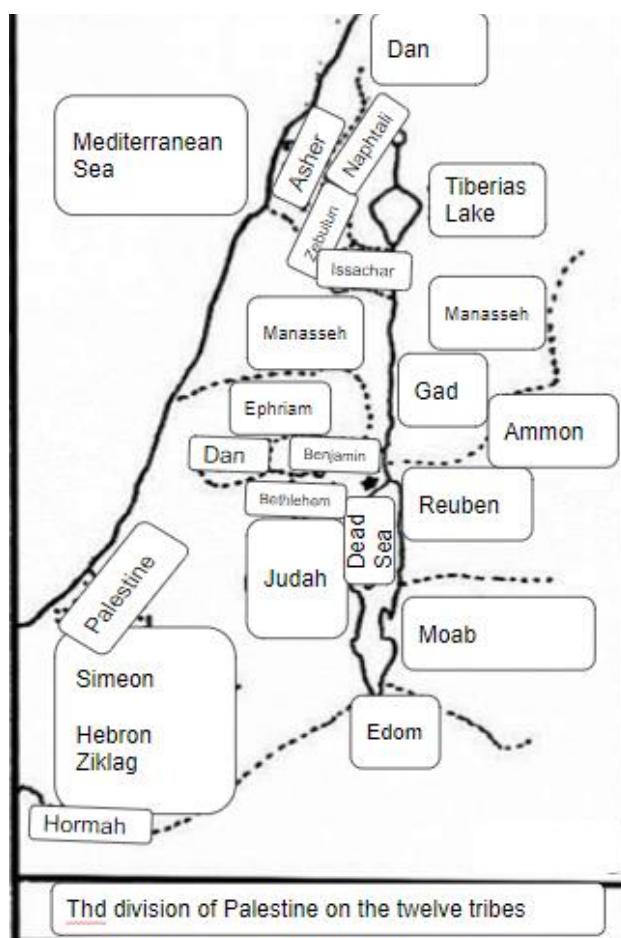 Dan
Mediterranean
Sea
Asher
Naphtali
Tiberias
Lake
Zebulun
Issachar
Manasseh
Manasseh
Gad
Ephriam
Ammon
Dan
Benjamin
Reuben
Bethlehem
Dead
Sea
Judah
Palestine
Moab
Simeon
Hebron
Ziklag
Edom
Hormah
Thd division of Palestine on the twelve tribes